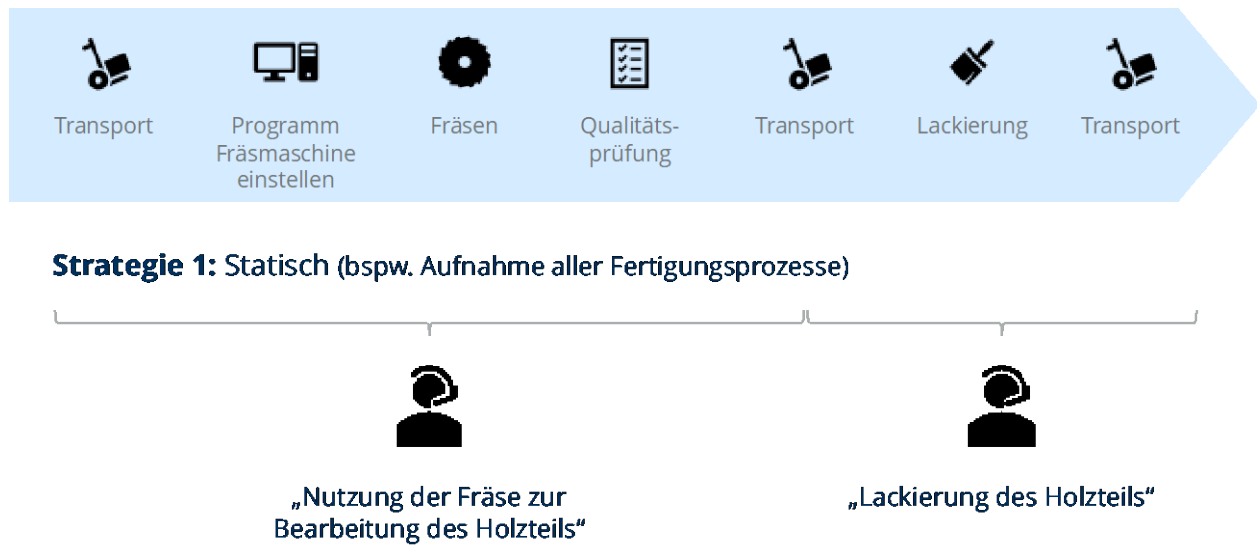 Transport
Programm
Fräsmaschine
einstellen
Fräsen
Qualitäts-
prüfung
Transport
Lackierung
Transport
Strategie 1: Statisch (bspw. Aufnahme aller Fertigungsprozesse)
„Nutzung der Fräse zur
Bearbeitung des Holzteils“
„Lackierung des Holzteils“